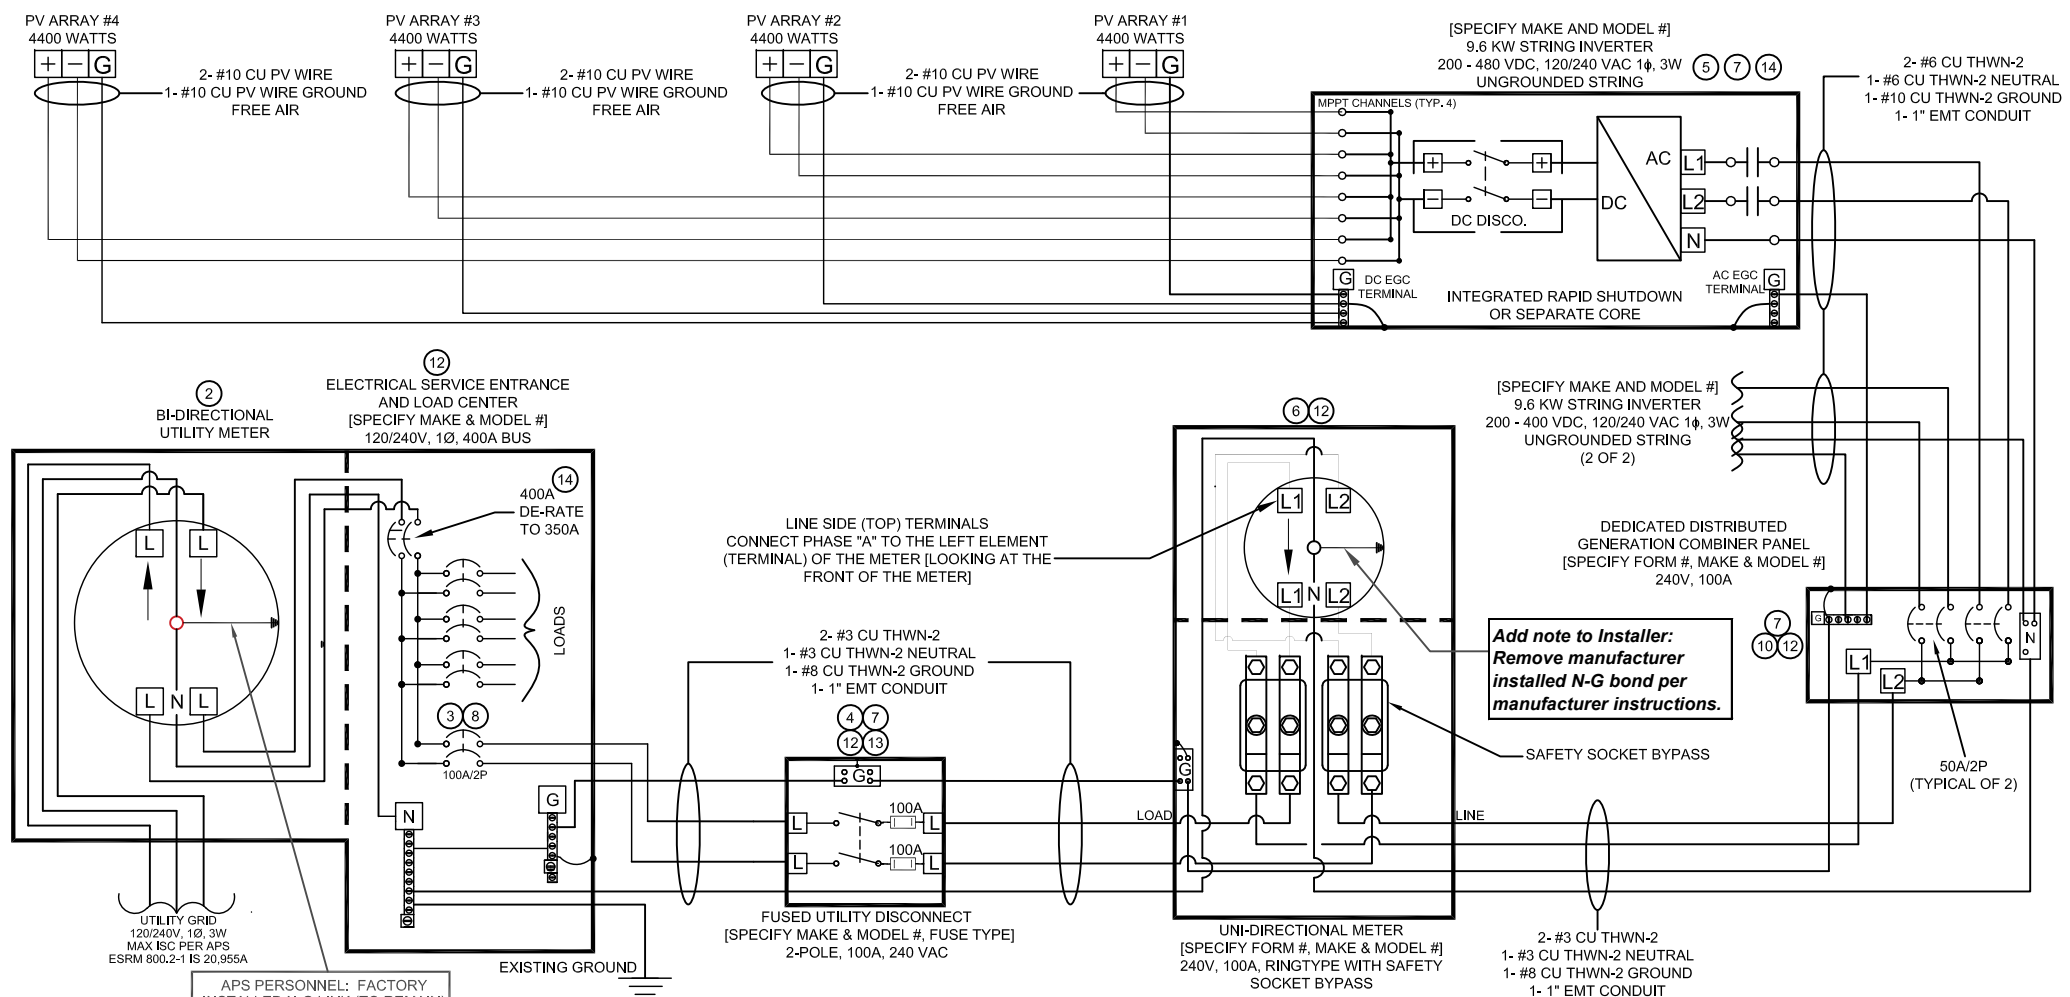 PV ARRAY #4
4400 WATTS
+ − G
2- #10 CU PV WIRE
1- #10 CU PV WIRE GROUND
FREE AIR
PV ARRAY #3
4400 WATTS
+ − G
2- #10 CU PV WIRE
1- #10 CU PV WIRE GROUND
FREE AIR
PV ARRAY #2
4400 WATTS
+ − G
2- #10 CU PV WIRE
1- #10 CU PV WIRE GROUND
FREE AIR
PV ARRAY #1
4400 WATTS
+ − G
[SPECIFY MAKE AND MODEL #]
9.6 KW STRING INVERTER
200 - 480 VDC, 120/240 VAC 1ϕ, 3W
UNGROUNDED STRING
5 7 14
MPPT CHANNELS (TYP. 4)
+ +
− −
DC DISCO.
AC
DC
L1
L2
N
G
DC EGC
TERMINAL
AC EGC
TERMINAL
G
INTEGRATED RAPID SHUTDOWN
OR SEPARATE CORE
2- #6 CU THWN-2
1- #6 CU THWN-2 NEUTRAL
1- #10 CU THWN-2 GROUND
1- 1" EMT CONDUIT
2
BI-DIRECTIONAL
UTILITY METER
12
ELECTRICAL SERVICE ENTRANCE
AND LOAD CENTER
[SPECIFY MAKE & MODEL #]
120/240V, 1Ø, 400A BUS
14
400A
DE-RATE
TO 350A
L L
L N L
LOADS
3 8
100A/2P
N
G
UTILITY GRID
120/240V, 1Ø, 3W
MAX ISC PER APS
ESRM 800.2-1 IS 20,955A
APS PERSONNEL: FACTORY
EXISTING GROUND
2- #3 CU THWN-2
1- #3 CU THWN-2 NEUTRAL
1- #8 CU THWN-2 GROUND
1- 1" EMT CONDUIT
4 7
12 13
G
L 100A L
L 100A L
FUSED UTILITY DISCONNECT
[SPECIFY MAKE & MODEL #, FUSE TYPE]
2-POLE, 100A, 240 VAC
LINE SIDE (TOP) TERMINALS
CONNECT PHASE "A" TO THE LEFT ELEMENT
(TERMINAL) OF THE METER [LOOKING AT THE
FRONT OF THE METER]
6 12
L1 L2
L1 N L2
G
LOAD
LINE
Add note to Installer:
Remove manufacturer
installed N-G bond per
manufacturer instructions.
SAFETY SOCKET BYPASS
UNI-DIRECTIONAL METER
[SPECIFY FORM #, MAKE & MODEL #]
240V, 100A, RINGTYPE WITH SAFETY
SOCKET BYPASS
[SPECIFY MAKE AND MODEL #]
9.6 KW STRING INVERTER
200 - 400 VDC, 120/240 VAC 1ϕ, 3W
UNGROUNDED STRING
(2 OF 2)
DEDICATED DISTRIBUTED
GENERATION COMBINER PANEL
[SPECIFY FORM #, MAKE & MODEL #]
240V, 100A
7
10 12
G
L1
L2
N
50A/2P
(TYPICAL OF 2)
2- #3 CU THWN-2
1- #3 CU THWN-2 NEUTRAL
1- #8 CU THWN-2 GROUND
1- 1" EMT CONDUIT